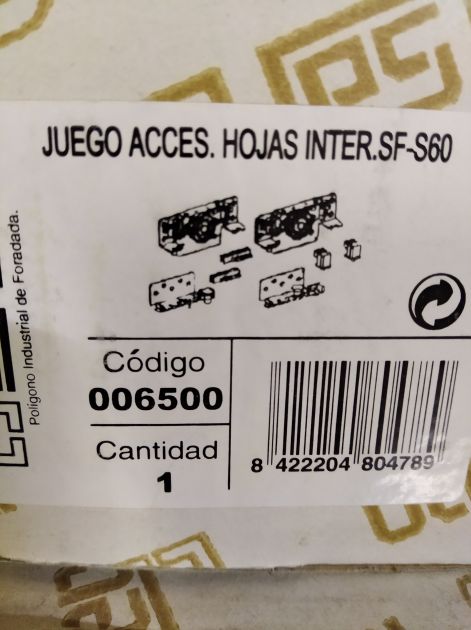 JUEGO ACCES. HOJAS INTER.SF-S60
Polígono Industrial de Foradada.
Código
006500
Cantidad
1
8 422204 804789